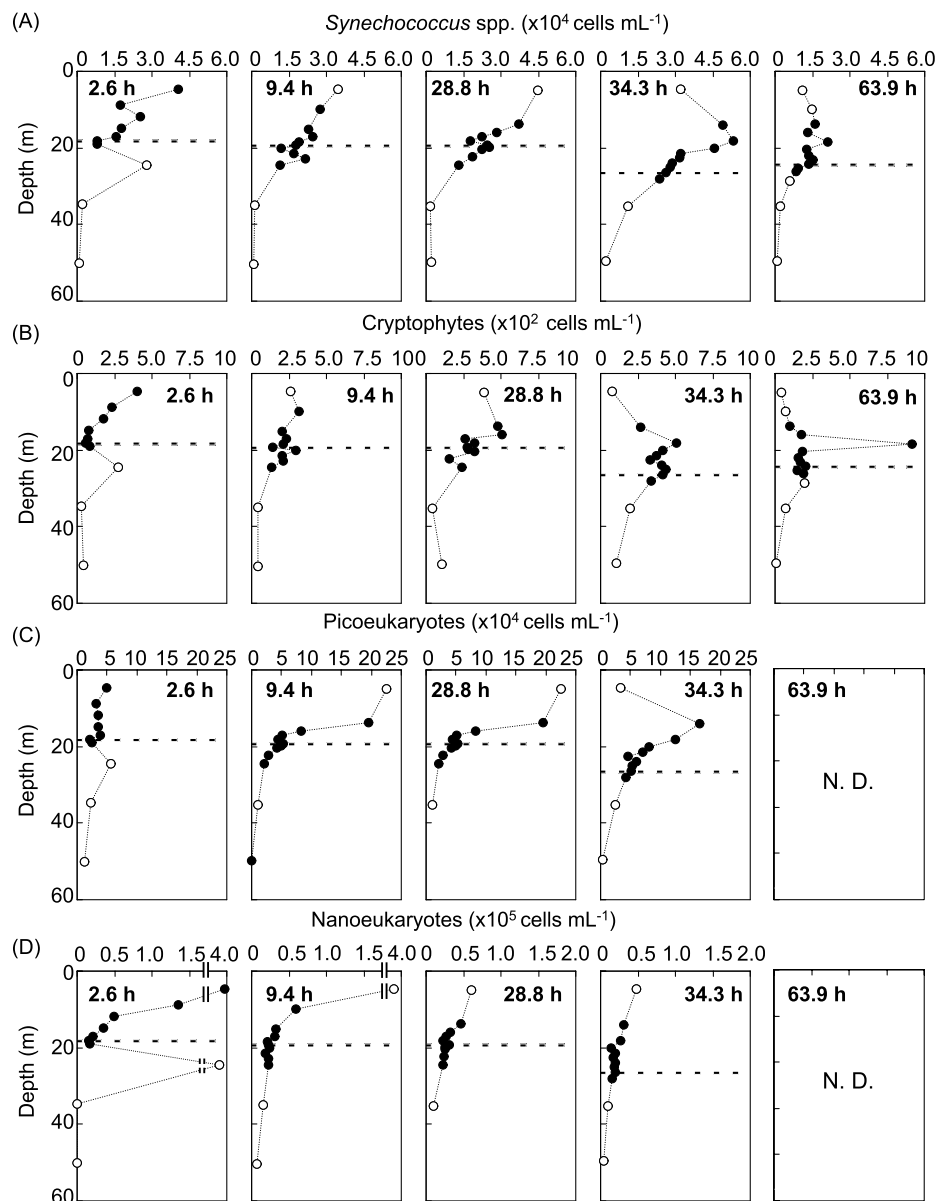 (A)
Synechococcus spp. (x10⁴ cells mL⁻¹)
0 1.5 3.0 4.5 6.0 0 1.5 3.0 4.5 6.0 0 1.5 3.0 4.5 6.0 0 1.5 3.0 4.5 6.0 0 1.5 3.0 4.5 6.0
2.6 h 9.4 h 28.8 h 34.3 h 63.9 h
Depth (m)
0
20
40
60
(B)
Cryptophytes (x10² cells mL⁻¹)
0 2.5 5.0 7.5 10 0 2.5 5.0 7.5 100 0 2.5 5.0 7.5 10 0 2.5 5.0 7.5 10 0 2.5 5.0 7.5 10
2.6 h 9.4 h 28.8 h 34.3 h 63.9 h
Depth (m)
0
20
40
60
(C)
Picoeukaryotes (x10⁴ cells mL⁻¹)
0 5 10 15 20 25 0 5 10 15 20 25 0 5 10 15 20 25 0 5 10 15 20 25
2.6 h 9.4 h 28.8 h 34.3 h 63.9 h
N. D.
Depth (m)
0
20
40
60
(D)
Nanoeukaryotes (x10⁵ cells mL⁻¹)
0 0.5 1.0 1.5 4.0 0 0.5 1.0 1.5 4.0 0 0.5 1.0 1.5 2.0 0 0.5 1.0 1.5 2.0
2.6 h 9.4 h 28.8 h 34.3 h 63.9 h
N. D.
Depth (m)
0
20
40
60